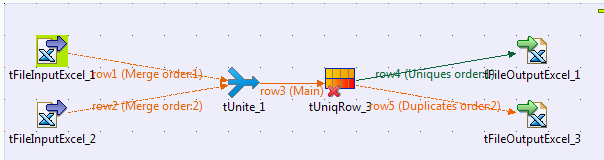 tFileInputExcel_1
row1 (Merge order:1)
row2 (Merge order:2)
tFileInputExcel_2
tUnite_1
row3 (Main)
tUniqRow_3
row4 (Uniques order:1)
tFileOutputExcel_1
row5 (Duplicates order:2)
tFileOutputExcel_3